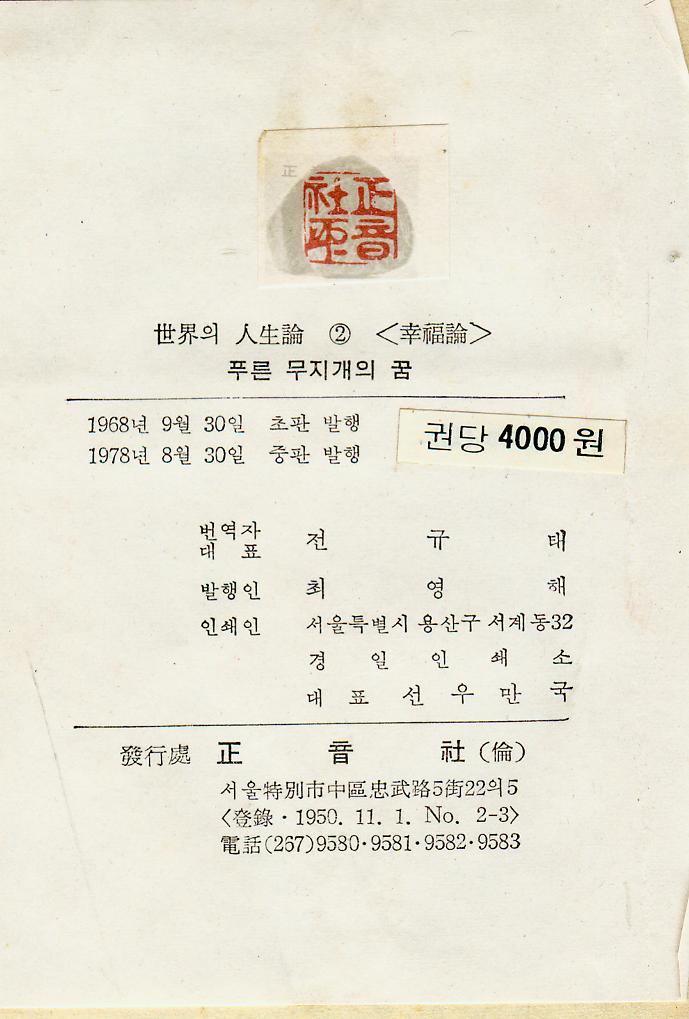 正
社正
印音
世界의 人生論 ② <幸福論>
푸른 무지개의 꿈
1968년 9월 30일 초판 발행
1978년 8월 30일 중판 발행
권당 4000원
번역자 대표 전규태
발행인 최영해
인쇄인 서울특별시 용산구 서계동32
경일인쇄소
대표 선우만국
發行處 正音社(倫)
서울特別市中區忠武路5街22의5
<登錄·1950. 11. 1. No. 2-3>
電話(267)9580·9581·9582·9583